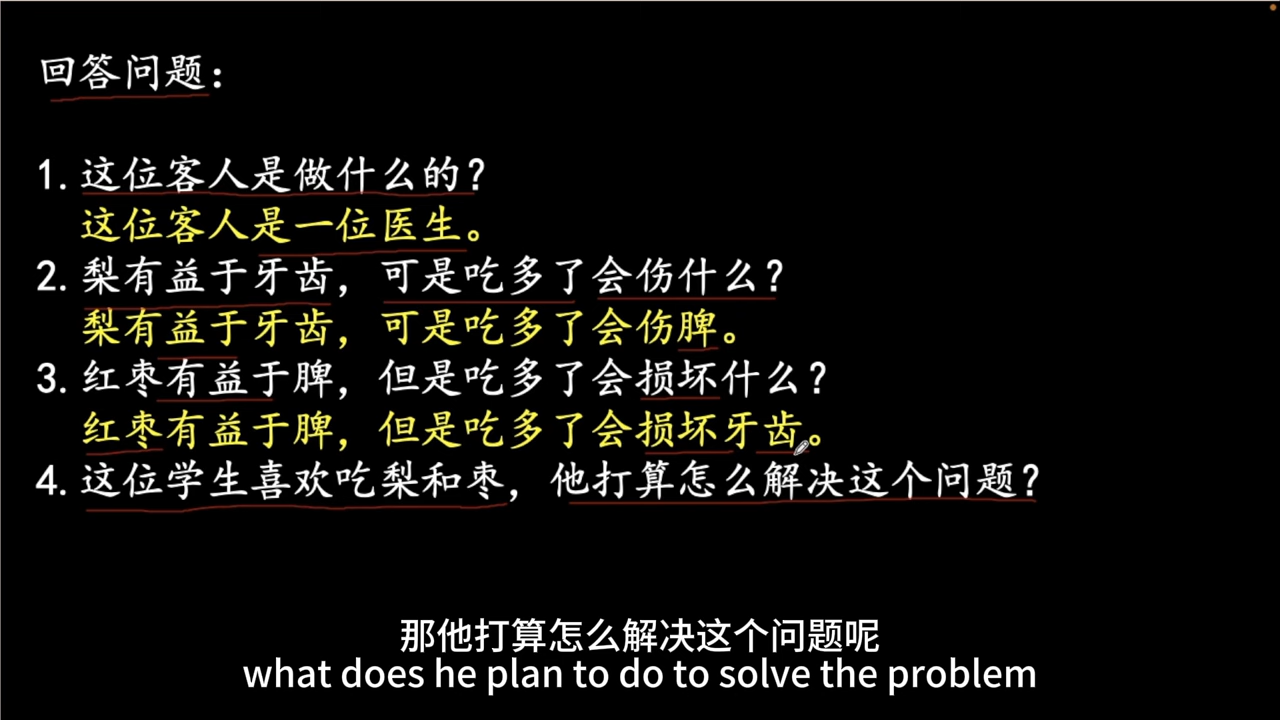 回答问题：
1. 这位客人是做什么的？
这位客人是一位医生。
2. 梨有益于牙齿，可是吃多了会伤什么？
梨有益于牙齿，可是吃多了会伤脾。
3. 红枣有益于脾，但是吃多了会损坏什么？
红枣有益于脾，但是吃多了会损坏牙齿。
4. 这位学生喜欢吃梨和枣，他打算怎么解决这个问题？
那他打算怎么解决这个问题呢
what does he plan to do to solve the problem